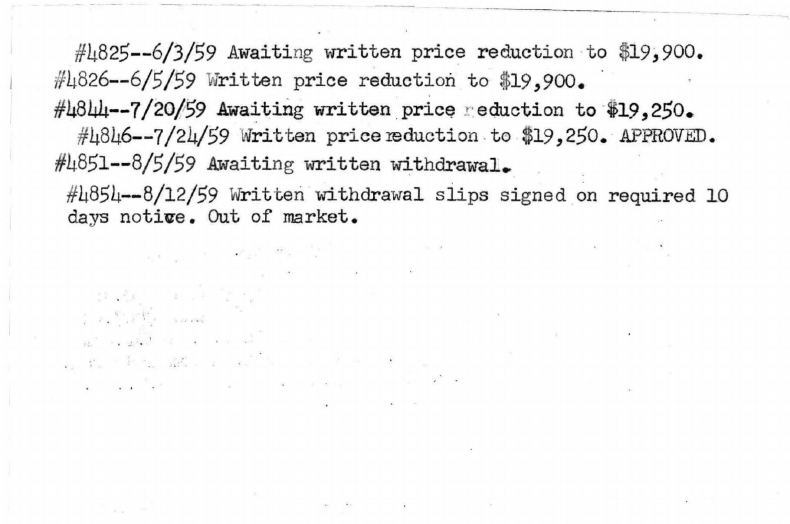 #4825--6/3/59 Awaiting written price reduction to $19,900.
#4826--6/5/59 Written price reduction to $19,900.
#4844--7/20/59 Awaiting written price reduction to $19,250.
#4846--7/24/59 Written price reduction to $19,250. APPROVED.
#4851--8/5/59 Awaiting written withdrawal.
#4854--8/12/59 Written withdrawal slips signed on required 10
days notice. Out of market.